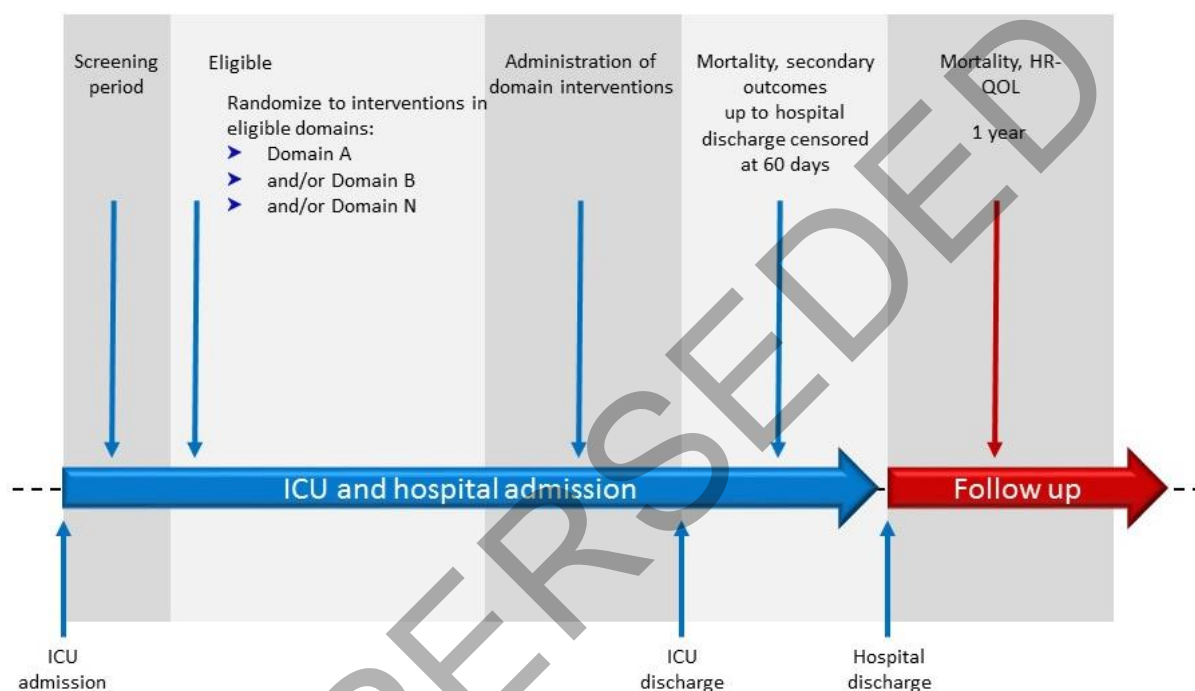 Screening
period
Eligible
Randomize to interventions in
eligible domains:
Domain A
and/or Domain B
and/or Domain N
Administration of
domain interventions
Mortality, secondary
outcomes
up to hospital
discharge censored
at 60 days
Mortality, HR-
QOL
1 year
ICU and hospital admission
Follow up
ICU
admission
ICU
discharge
Hospital
discharge
PERSEDED